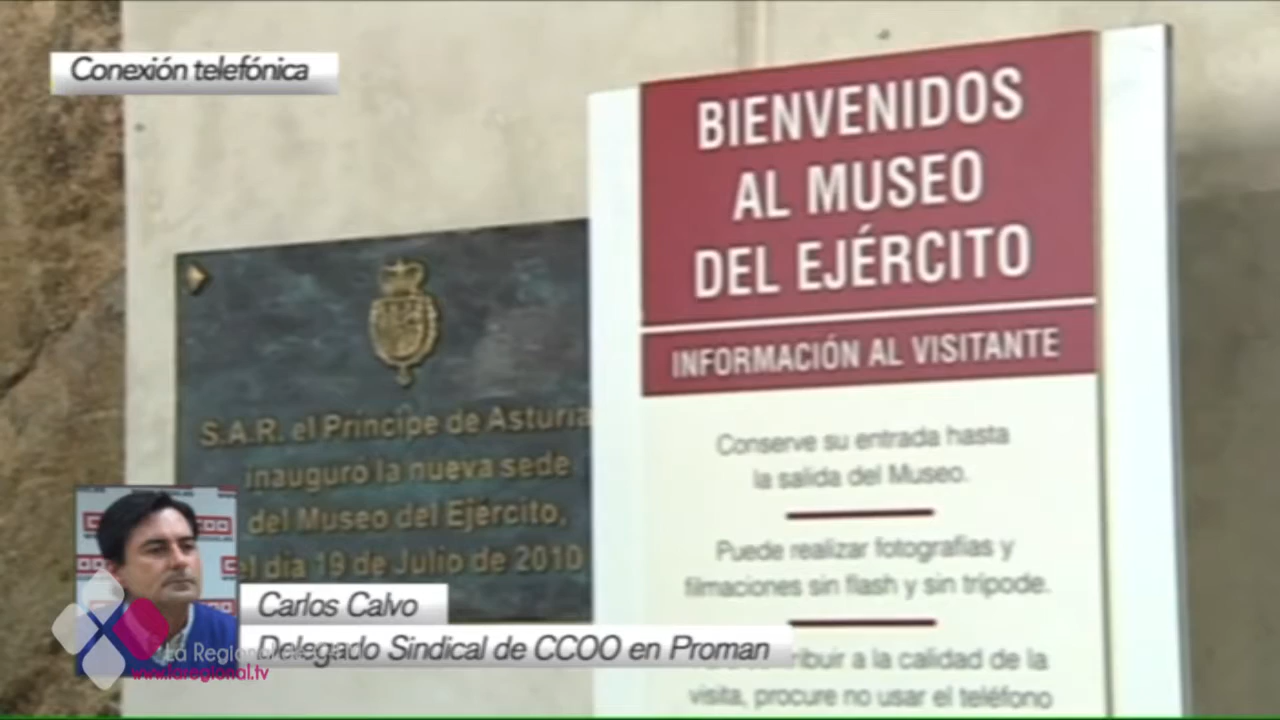 Conexión telefónica
BIENVENIDOS
AL MUSEO
DEL EJÉRCITO
INFORMACIÓN AL VISITANTE
Conserve su entrada hasta
la salida del Museo.
Puede realizar fotografías y
filmaciones sin flash y sin trípode.
a la calidad de la
visita, procure no usar el teléfono
S.A.R. el Príncipe de Asturia
inauguró la nueva sede
del Museo del Ejército,
el día 19 de Julio de 2010
Carlos Calvo
Delegado Sindical de CCOO en Proman
La Regional
www.laregional.tv